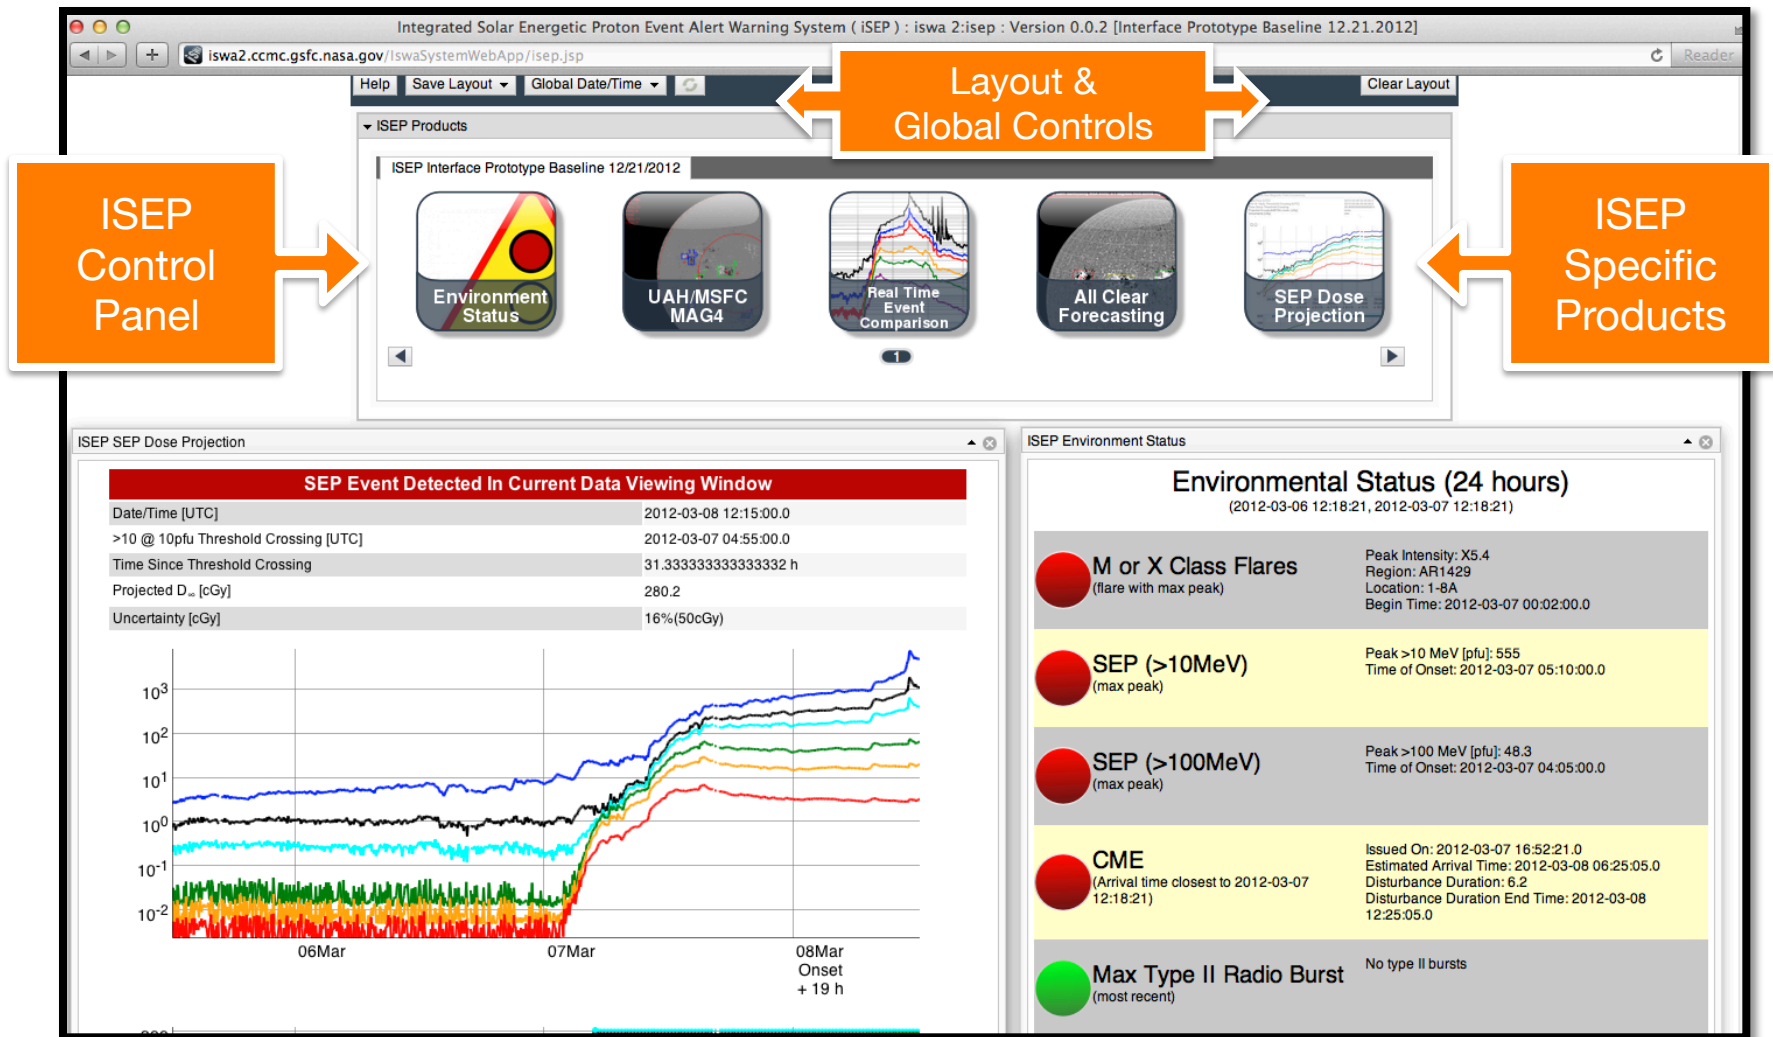 Integrated Solar Energetic Proton Event Alert Warning System ( iSEP ) : iswa 2:isep : Version 0.0.2 [Interface Prototype Baseline 12.21.2012]
iswa2.ccmc.gsfc.nasa.gov/IswaSystemWebApp/isep.jsp
Reader
Help
Save Layout
Global Date/Time
Clear Layout
Layout &
Global Controls
ISEP Products
ISEP Interface Prototype Baseline 12/21/2012
ISEP
Control
Panel
Environment
Status
UAH/MSFC
MAG4
Real Time
Event
Comparison
All Clear
Forecasting
SEP Dose
Projection
ISEP
Specific
Products
1
ISEP SEP Dose Projection
SEP Event Detected In Current Data Viewing Window
Date/Time [UTC] 2012-03-08 12:15:00.0
>10 @ 10pfu Threshold Crossing [UTC] 2012-03-07 04:55:00.0
Time Since Threshold Crossing 31.333333333333332 h
Projected D∞ [cGy] 280.2
Uncertainty [cGy] 16%(50cGy)
10³
10²
10¹
10⁰
10⁻¹
10⁻²
06Mar 07Mar 08Mar
Onset
+ 19 h
ISEP Environment Status
Environmental Status (24 hours)
(2012-03-06 12:18:21, 2012-03-07 12:18:21)
M or X Class Flares
(flare with max peak)
Peak Intensity: X5.4
Region: AR1429
Location: 1-8A
Begin Time: 2012-03-07 00:02:00.0
SEP (>10MeV)
(max peak)
Peak >10 MeV [pfu]: 555
Time of Onset: 2012-03-07 05:10:00.0
SEP (>100MeV)
(max peak)
Peak >100 MeV [pfu]: 48.3
Time of Onset: 2012-03-07 04:05:00.0
CME
(Arrival time closest to 2012-03-07
12:18:21)
Issued On: 2012-03-07 16:52:21.0
Estimated Arrival Time: 2012-03-08 06:25:05.0
Disturbance Duration: 6.2
Disturbance Duration End Time: 2012-03-08
12:25:05.0
Max Type II Radio Burst
(most recent)
No type II bursts